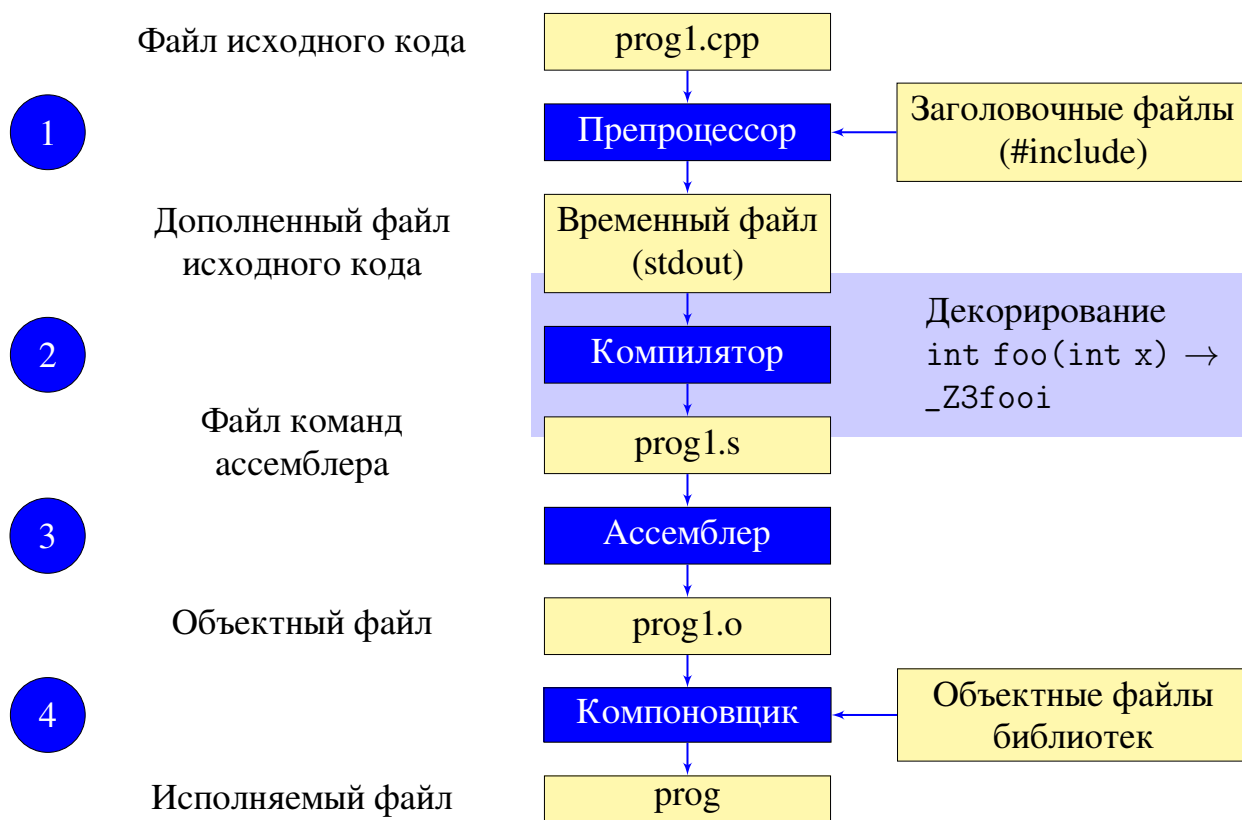 Файл исходного кода
prog1.cpp
1
Препроцессор
Заголовочные файлы
(#include)
Дополненный файл
исходного кода
Временный файл
(stdout)
2
Компилятор
Декорирование
int foo(int x) →
_Z3fooi
Файл команд
ассемблера
prog1.s
3
Ассемблер
Объектный файл
prog1.o
4
Компоновщик
Объектные файлы
библиотек
Исполняемый файл
prog